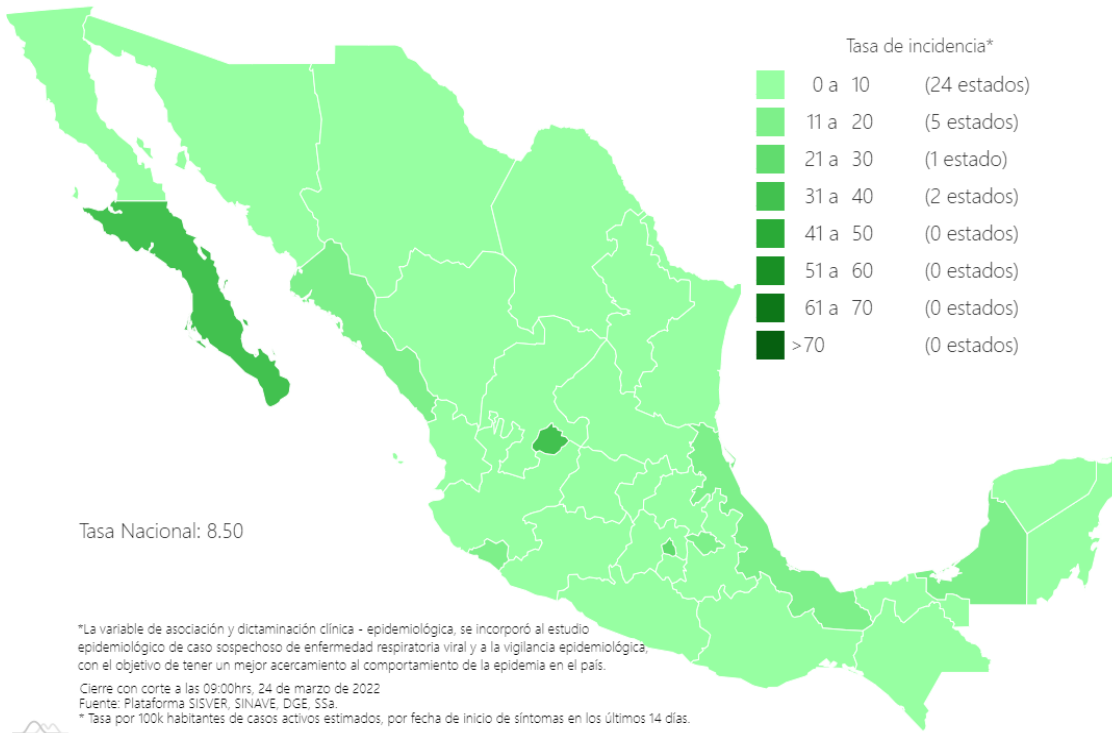 Tasa de incidencia*
0 a 10 (24 estados)
11 a 20 (5 estados)
21 a 30 (1 estado)
31 a 40 (2 estados)
41 a 50 (0 estados)
51 a 60 (0 estados)
61 a 70 (0 estados)
>70 (0 estados)
Tasa Nacional: 8.50
*La variable de asociación y dictaminación clínica - epidemiológica, se incorporó al estudio
epidemiológico de caso sospechoso de enfermedad respiratoria viral y a la vigilancia epidemiológica,
con el objetivo de tener un mejor acercamiento al comportamiento de la epidemia en el país.
Cierre con corte a las 09:00hrs, 24 de marzo de 2022
Fuente: Plataforma SISVER, SINAVE, DGE, SSa.
* Tasa por 100k habitantes de casos activos estimados, por fecha de inicio de síntomas en los últimos 14 días.